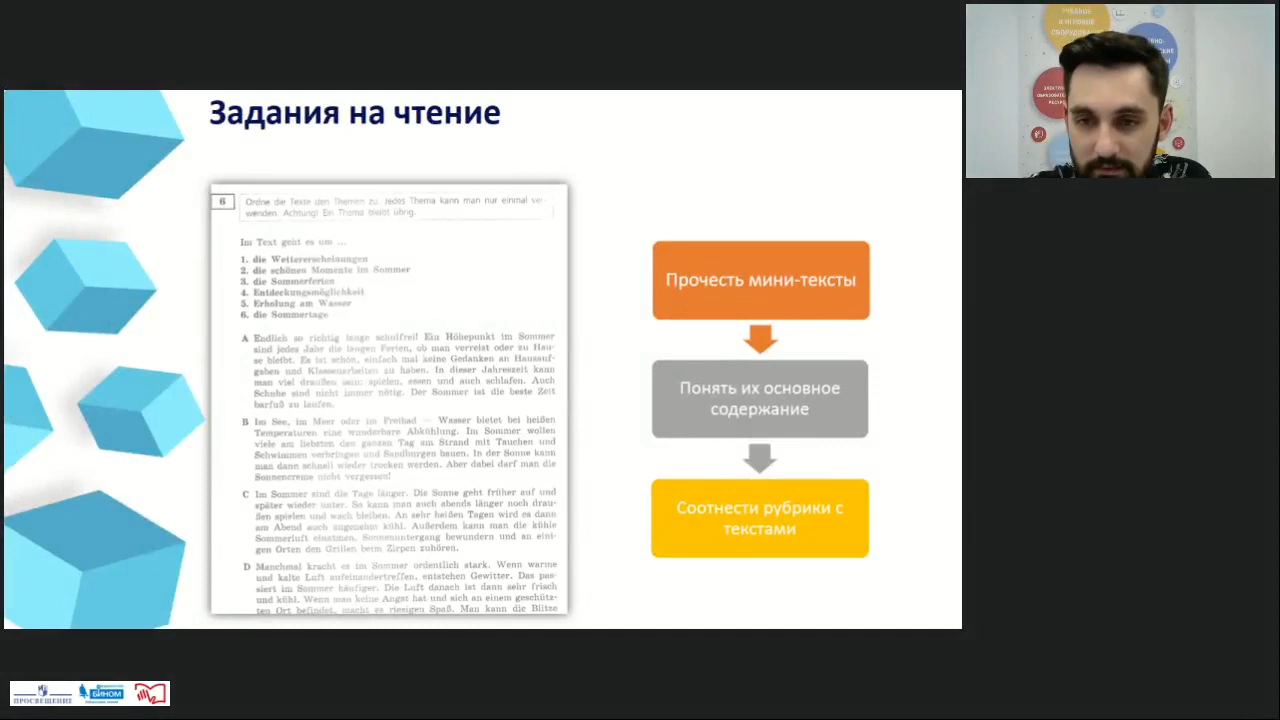 Задания на чтение
6
Ordne die Texte den Themen zu. Jedes Thema kann man nur einmal ver-
wenden. Achtung! Ein Thema bleibt übrig.
Im Text geht es um ...
1. die Wettererscheinungen
2. die schönen Momente im Sommer
3. die Sommerferien
4. Entdeckungsmöglichkeit
5. Erholung am Wasser
6. die Sommertage
A Endlich so richtig lange schulfrei! Ein Höhepunkt im Sommer
sind jedes Jahr die langen Ferien, ob man verreist oder zu Hau-
se bleibt. Es ist schön, einfach mal keine Gedanken an Hausauf-
gaben und Klassenarbeiten zu haben. In dieser Jahreszeit kann
man viel draußen sein: spielen, essen und auch schlafen. Auch
Schuhe sind nicht immer nötig. Der Sommer ist die beste Zeit
barfuß zu laufen.
B Im See, im Meer oder im Freibad — Wasser bietet bei heißen
Temperaturen eine wunderbare Abkühlung. Im Sommer wollen
viele am liebsten den ganzen Tag am Strand mit Tauchen und
Schwimmen verbringen und Sandburgen bauen. In der Sonne kann
man dann schnell wieder trocken werden. Aber dabei darf man die
Sonnencreme nicht vergessen!
C Im Sommer sind die Tage länger. Die Sonne geht früher auf und
später wieder unter. So kann man auch abends länger noch drau-
ßen spielen und wach bleiben. An sehr heißen Tagen wird es dann
am Abend auch angenehm kühl. Außerdem kann man die kühle
Sommerluft einatmen, Sonnenuntergang bewundern und an eini-
gen Orten den Grillen beim Zirpen zuhören.
D Manchmal kracht es im Sommer ordentlich stark. Wenn warme
und kalte Luft aufeinandertreffen, entstehen Gewitter. Das pas-
siert im Sommer häufiger. Die Luft danach ist dann sehr frisch
und kühl. Wenn man keine Angst hat und sich an einem geschütz-
ten Ort befindet, macht es riesigen Spaß. Man kann die Blitze
Прочесть мини-тексты
Понять их основное
содержание
Соотнести рубрики с
текстами
И ИГРОВОЕ
ПРОСВЕЩЕНИЕ
БИНОМ